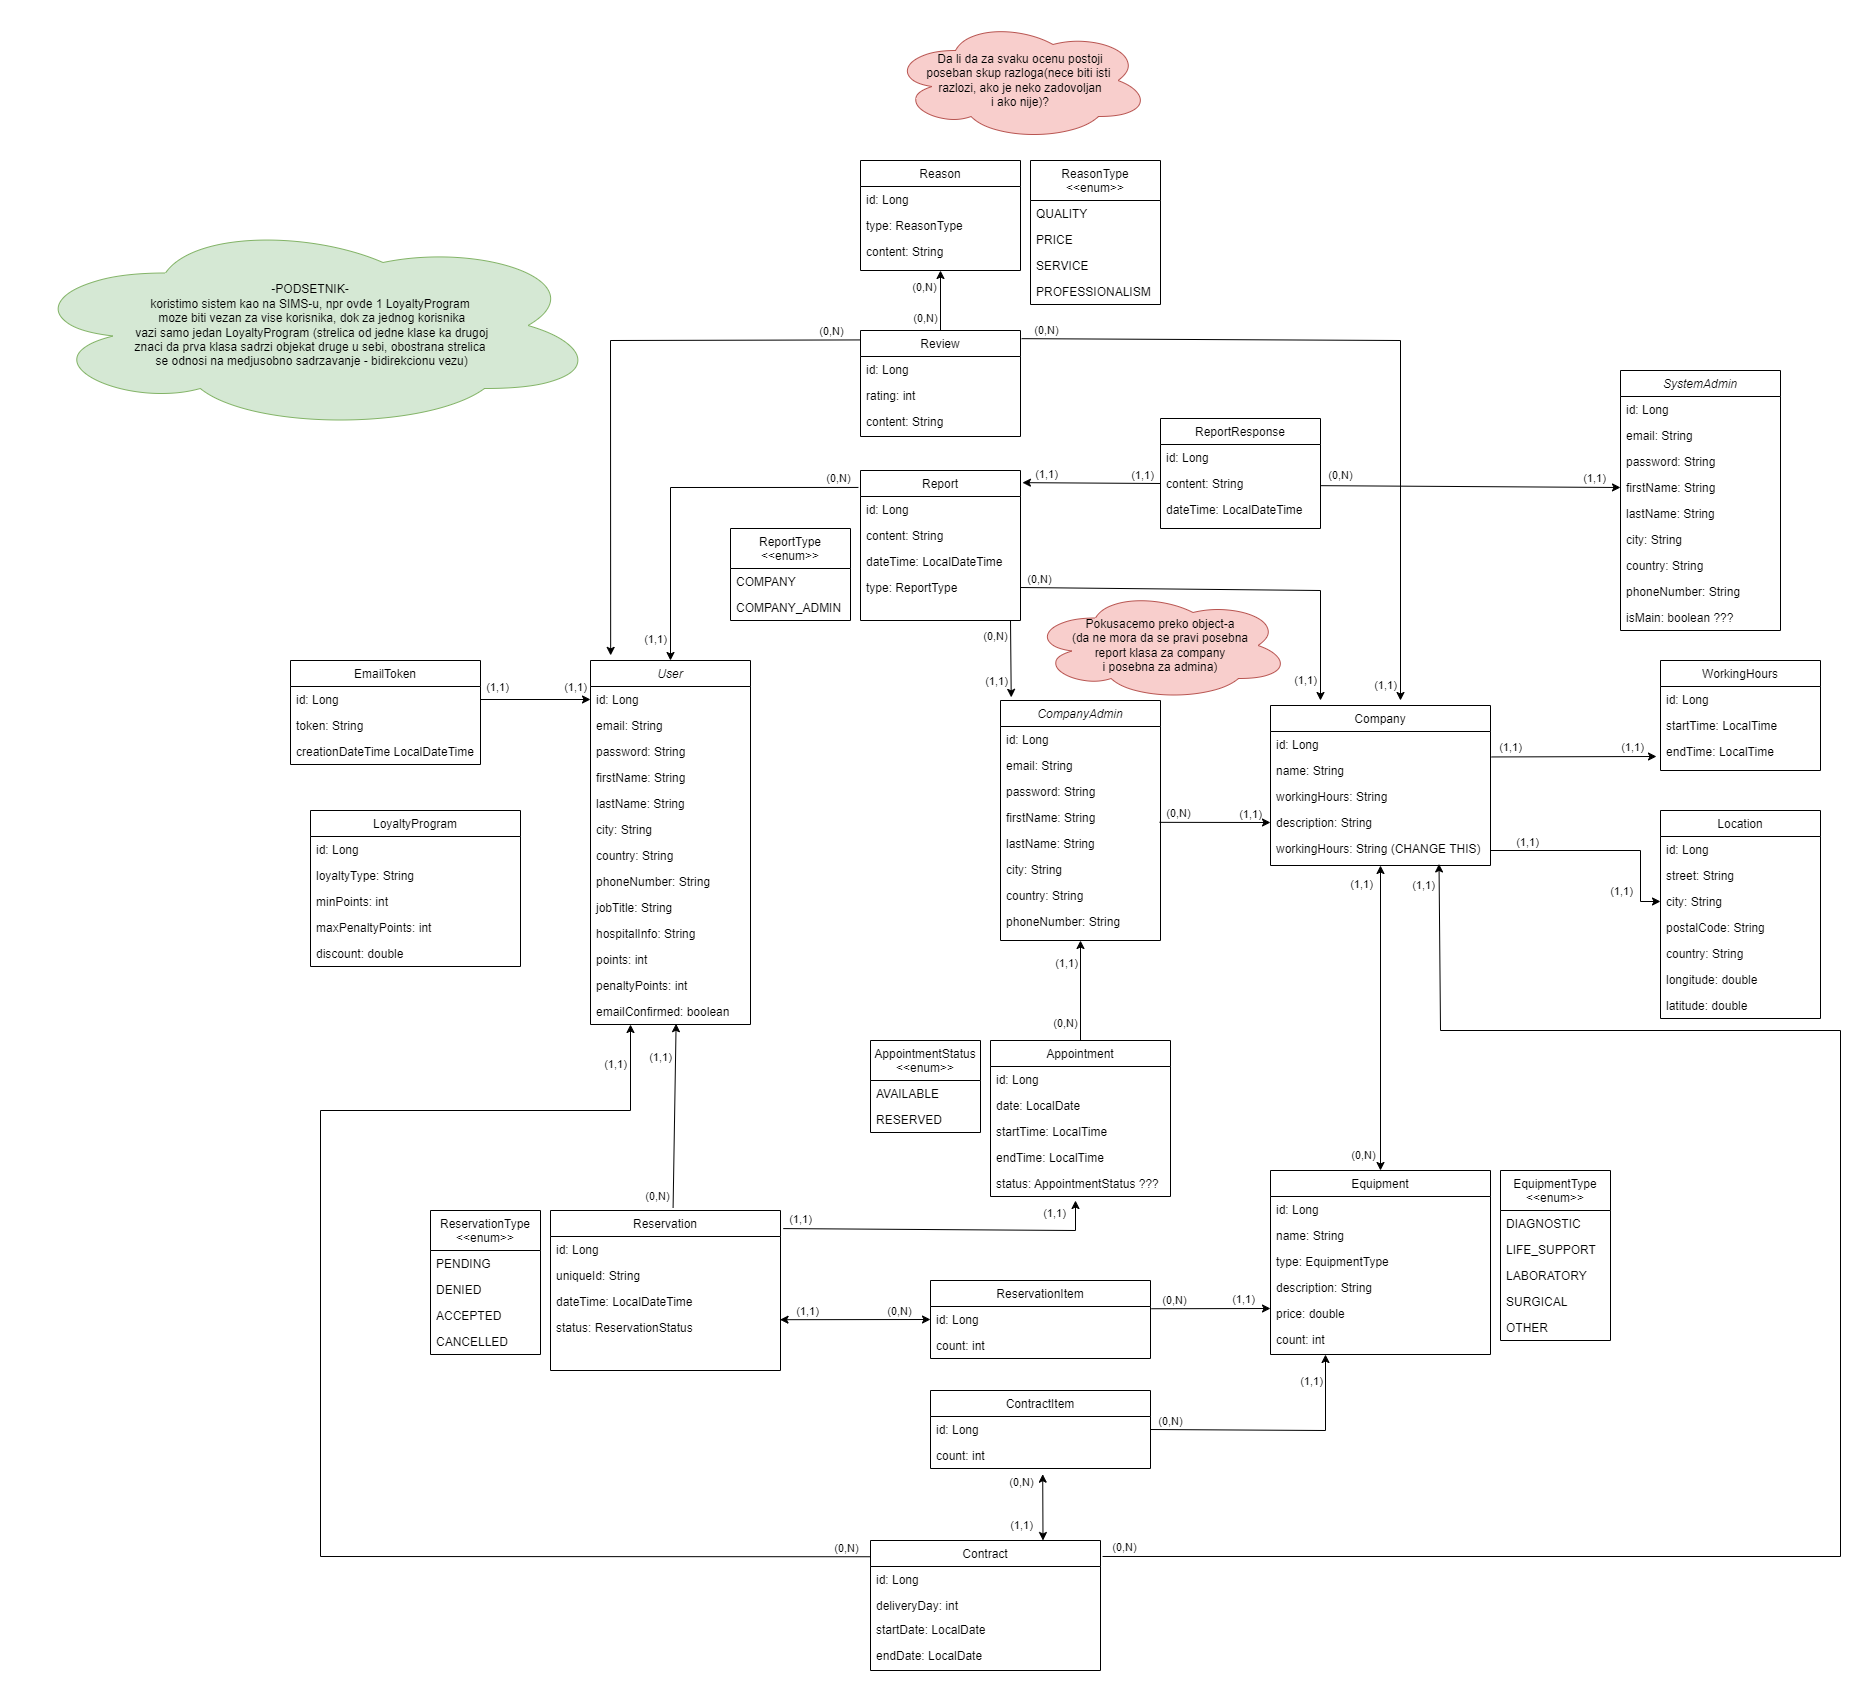 Da li da za svaku ocenu postoji
poseban skup razloga(nece biti isti
razlozi, ako je neko zadovoljan
i ako nije)?
Reason
id: Long
type: ReasonType
content: String
ReasonType
<<enum>>
QUALITY
PRICE
SERVICE
PROFESSIONALISM
-PODSETNIK-
koristimo sistem kao na SIMS-u, npr ovde 1 LoyaltyProgram
moze biti vezan za vise korisnika, dok za jednog korisnika
vazi samo jedan LoyaltyProgram (strelica od jedne klase ka drugoj
znaci da prva klasa sadrzi objekat druge u sebi, obostrana strelica
se odnosi na medjusobno sadrzavanje - bidirekcionu vezu)
(0,N)
(0,N)
(0,N)
(0,N)
Review
id: Long
rating: int
content: String
SystemAdmin
id: Long
email: String
password: String
firstName: String
lastName: String
city: String
country: String
phoneNumber: String
isMain: boolean ???
ReportResponse
id: Long
content: String
dateTime: LocalDateTime
(1,1)
(1,1)
(0,N)
(1,1)
(0,N)
Report
id: Long
content: String
dateTime: LocalDateTime
type: ReportType
ReportType
<<enum>>
COMPANY
COMPANY_ADMIN
(0,N)
(0,N)
Pokusacemo preko object-a
(da ne mora da se pravi posebna
report klasa za company
i posebna za admina)
(1,1)
(1,1)
(1,1)
(1,1)
EmailToken
id: Long
token: String
creationDateTime LocalDateTime
(1,1)
(1,1)
User
id: Long
email: String
password: String
firstName: String
lastName: String
city: String
country: String
phoneNumber: String
jobTitle: String
hospitalInfo: String
points: int
penaltyPoints: int
emailConfirmed: boolean
LoyaltyProgram
id: Long
loyaltyType: String
minPoints: int
maxPenaltyPoints: int
discount: double
CompanyAdmin
id: Long
email: String
password: String
firstName: String
lastName: String
city: String
country: String
phoneNumber: String
(0,N)
(1,1)
Company
id: Long
name: String
workingHours: String
description: String
workingHours: String (CHANGE THIS)
(1,1)
(1,1)
WorkingHours
id: Long
startTime: LocalTime
endTime: LocalTime
(1,1)
(1,1)
Location
id: Long
street: String
city: String
postalCode: String
country: String
longitude: double
latitude: double
(1,1)
(1,1)
(1,1)
(0,N)
(1,1)
(1,1)
AppointmentStatus
<<enum>>
AVAILABLE
RESERVED
Appointment
id: Long
date: LocalDate
startTime: LocalTime
endTime: LocalTime
status: AppointmentStatus ???
(0,N)
(0,N)
(1,1)
(1,1)
ReservationType
<<enum>>
PENDING
DENIED
ACCEPTED
CANCELLED
Reservation
id: Long
uniqueId: String
dateTime: LocalDateTime
status: ReservationStatus
(1,1)
(0,N)
ReservationItem
id: Long
count: int
(0,N)
(1,1)
Equipment
id: Long
name: String
type: EquipmentType
description: String
price: double
count: int
EquipmentType
<<enum>>
DIAGNOSTIC
LIFE_SUPPORT
LABORATORY
SURGICAL
OTHER
(1,1)
ContractItem
id: Long
count: int
(0,N)
(0,N)
(1,1)
(0,N)
(0,N)
Contract
id: Long
deliveryDay: int
startDate: LocalDate
endDate: LocalDate